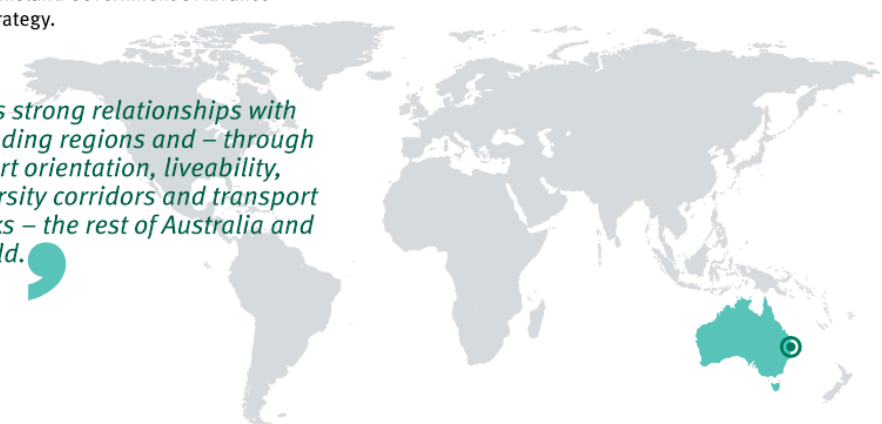 rategy.
s strong relationships with
ding regions and – through
rt orientation, liveability,
rsity corridors and transport
ks – the rest of Australia and
ld.